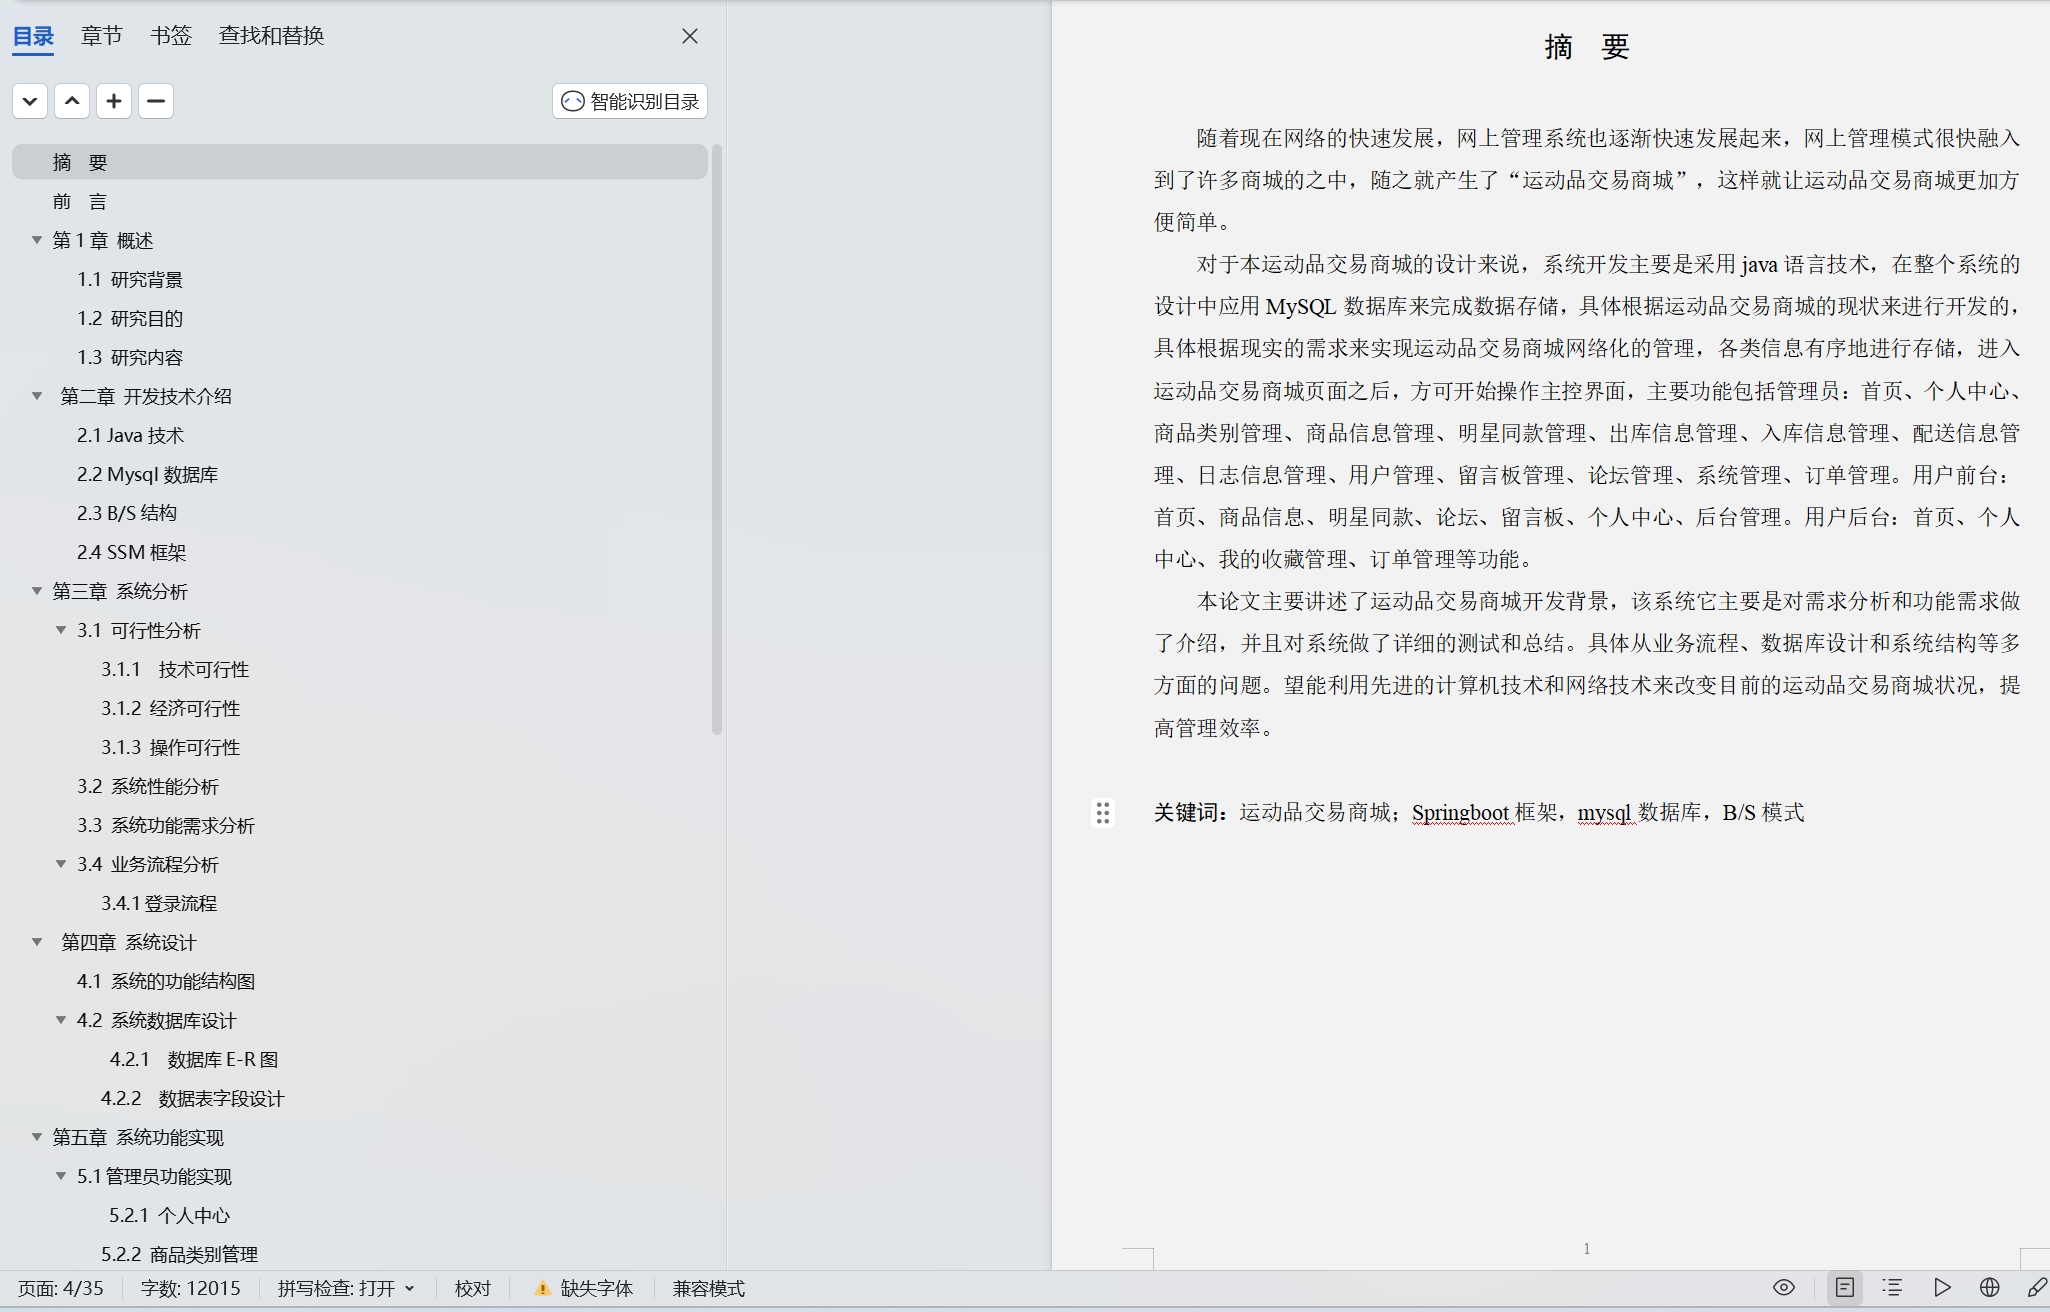 目录 章节 书签 查找和替换
智能识别目录
摘 要
前 言
第1章 概述
1.1 研究背景
1.2 研究目的
1.3 研究内容
第二章 开发技术介绍
2.1 Java 技术
2.2 Mysql 数据库
2.3 B/S 结构
2.4 SSM 框架
第三章 系统分析
3.1 可行性分析
3.1.1 技术可行性
3.1.2 经济可行性
3.1.3 操作可行性
3.2 系统性能分析
3.3 系统功能需求分析
3.4 业务流程分析
3.4.1登录流程
第四章 系统设计
4.1 系统的功能结构图
4.2 系统数据库设计
4.2.1 数据库 E-R 图
4.2.2 数据表字段设计
第五章 系统功能实现
5.1管理员功能实现
5.2.1 个人中心
5.2.2 商品类别管理
摘 要
随着现在网络的快速发展，网上管理系统也逐渐快速发展起来，网上管理模式很快融入
到了许多商城的之中，随之就产生了“运动品交易商城”，这样就让运动品交易商城更加方
便简单。
对于本运动品交易商城的设计来说，系统开发主要是采用 java 语言技术，在整个系统的
设计中应用 MySQL 数据库来完成数据存储，具体根据运动品交易商城的现状来进行开发的，
具体根据现实的需求来实现运动品交易商城网络化的管理，各类信息有序地进行存储，进入
运动品交易商城页面之后，方可开始操作主控界面，主要功能包括管理员：首页、个人中心、
商品类别管理、商品信息管理、明星同款管理、出库信息管理、入库信息管理、配送信息管
理、日志信息管理、用户管理、留言板管理、论坛管理、系统管理、订单管理。用户前台：
首页、商品信息、明星同款、论坛、留言板、个人中心、后台管理。用户后台：首页、个人
中心、我的收藏管理、订单管理等功能。
本论文主要讲述了运动品交易商城开发背景，该系统它主要是对需求分析和功能需求做
了介绍，并且对系统做了详细的测试和总结。具体从业务流程、数据库设计和系统结构等多
方面的问题。望能利用先进的计算机技术和网络技术来改变目前的运动品交易商城状况，提
高管理效率。
关键词：运动品交易商城；Springboot 框架，mysql 数据库，B/S 模式
1
页面: 4/35 字数: 12015 拼写检查: 打开 校对 缺失字体 兼容模式